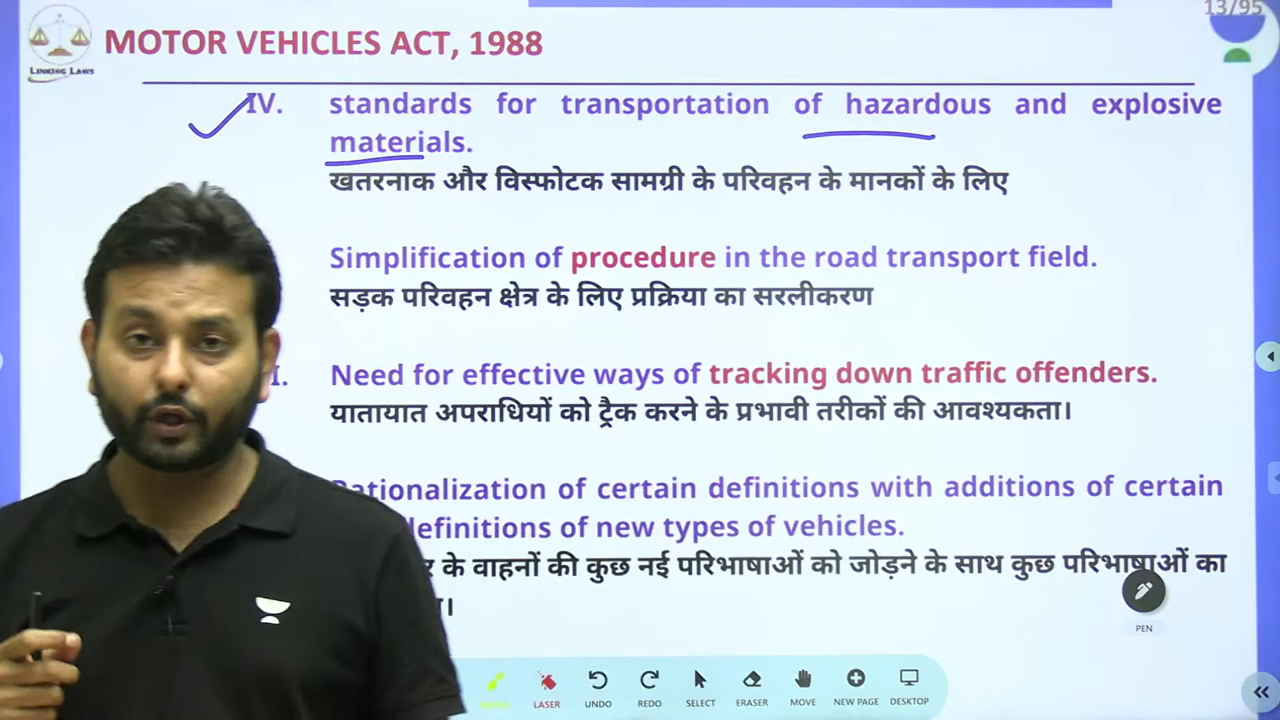 13/95
LINKING LAWS
MOTOR VEHICLES ACT, 1988
IV. standards for transportation of hazardous and explosive
materials.
खतरनाक और विस्फोटक सामग्री के परिवहन के मानकों के लिए
Simplification of procedure in the road transport field.
सड़क परिवहन क्षेत्र के लिए प्रक्रिया का सरलीकरण
I. Need for effective ways of tracking down traffic offenders.
यातायात अपराधियों को ट्रैक करने के प्रभावी तरीकों की आवश्यकता।
Rationalization of certain definitions with additions of certain
definitions of new types of vehicles.
के वाहनों की कुछ नई परिभाषाओं को जोड़ने के साथ कुछ परिभाषाओं का
PEN
LASER UNDO REDO SELECT ERASER MOVE NEW PAGE DESKTOP